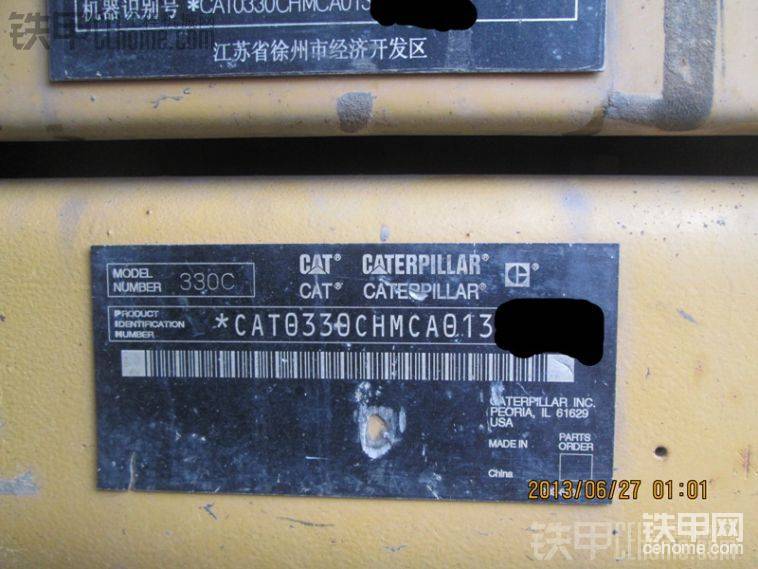 机器识别号 *CAT0330CHMCA013
江苏省徐州市经济开发区
铁甲 cehome.com
MODEL NUMBER 330C
CAT® CATERPILLAR®
CAT® CATERPILLAR®
PRODUCT IDENTIFICATION NUMBER *CAT0330CHMCA013
CATERPILLAR INC.
PEORIA, IL 61629
USA
MADE IN
China
PARTS ORDER
2013/06/27 01:01
铁甲网
cehome.com